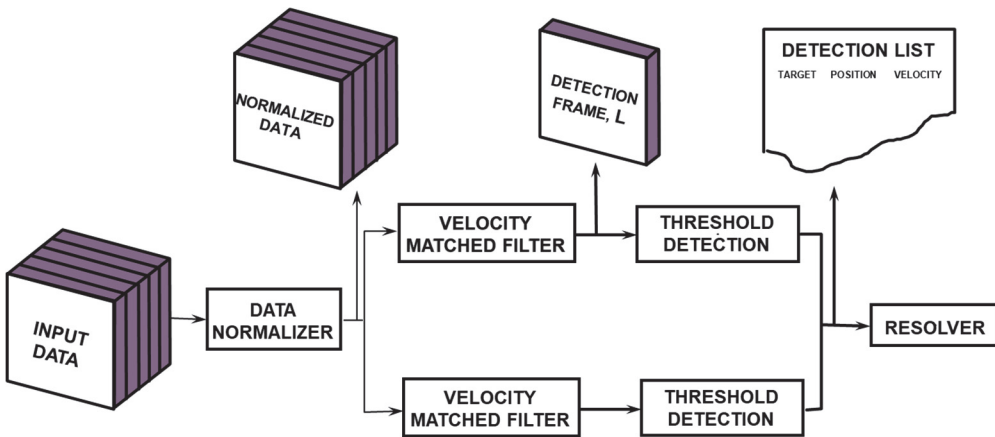 NORMALIZED
DATA
DETECTION
FRAME, L
DETECTION LIST
TARGET POSITION VELOCITY
INPUT
DATA
DATA
NORMALIZER
VELOCITY
MATCHED FILTER
THRESHOLD
DETECTION
RESOLVER
VELOCITY
MATCHED FILTER
THRESHOLD
DETECTION